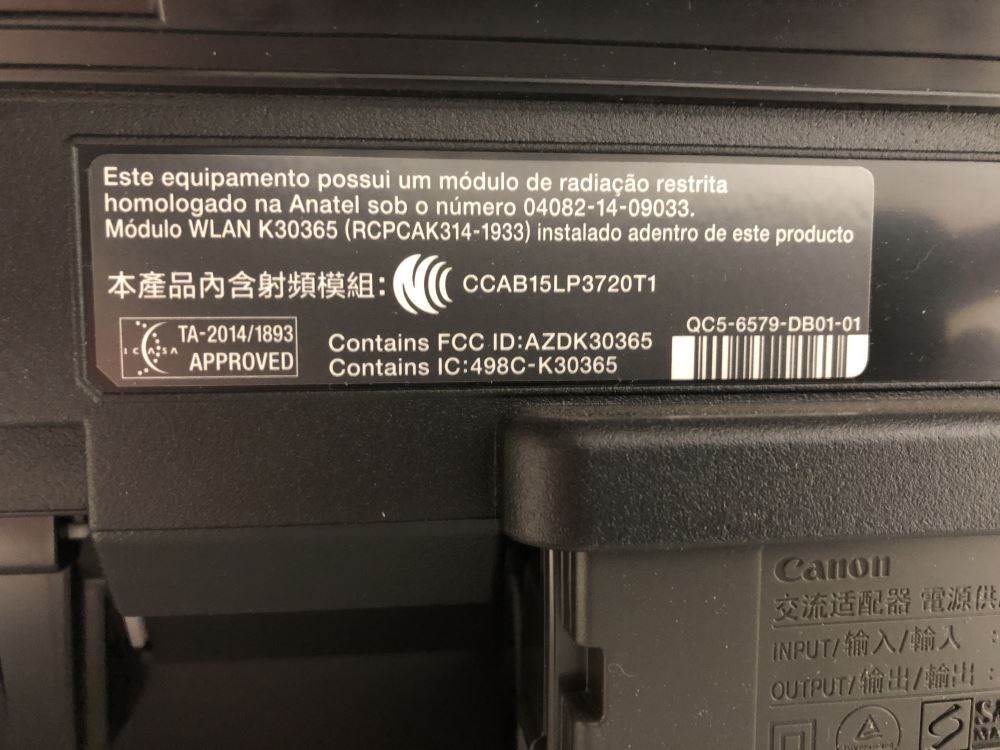 Este equipamento possui um módulo de radiação restrita
homologado na Anatel sob o número 04082-14-09033.
Módulo WLAN K30365 (RCPCAK314-1933) instalado adentro de este producto
本產品內含射頻模組: CCAB15LP3720T1
ICASA TA-2014/1893
APPROVED
Contains FCC ID:AZDK30365
Contains IC:498C-K30365
QC5-6579-DB01-01
Canon
交流适配器 電源供
INPUT/输入/輸入 :
OUTPUT/输出/輸出 :